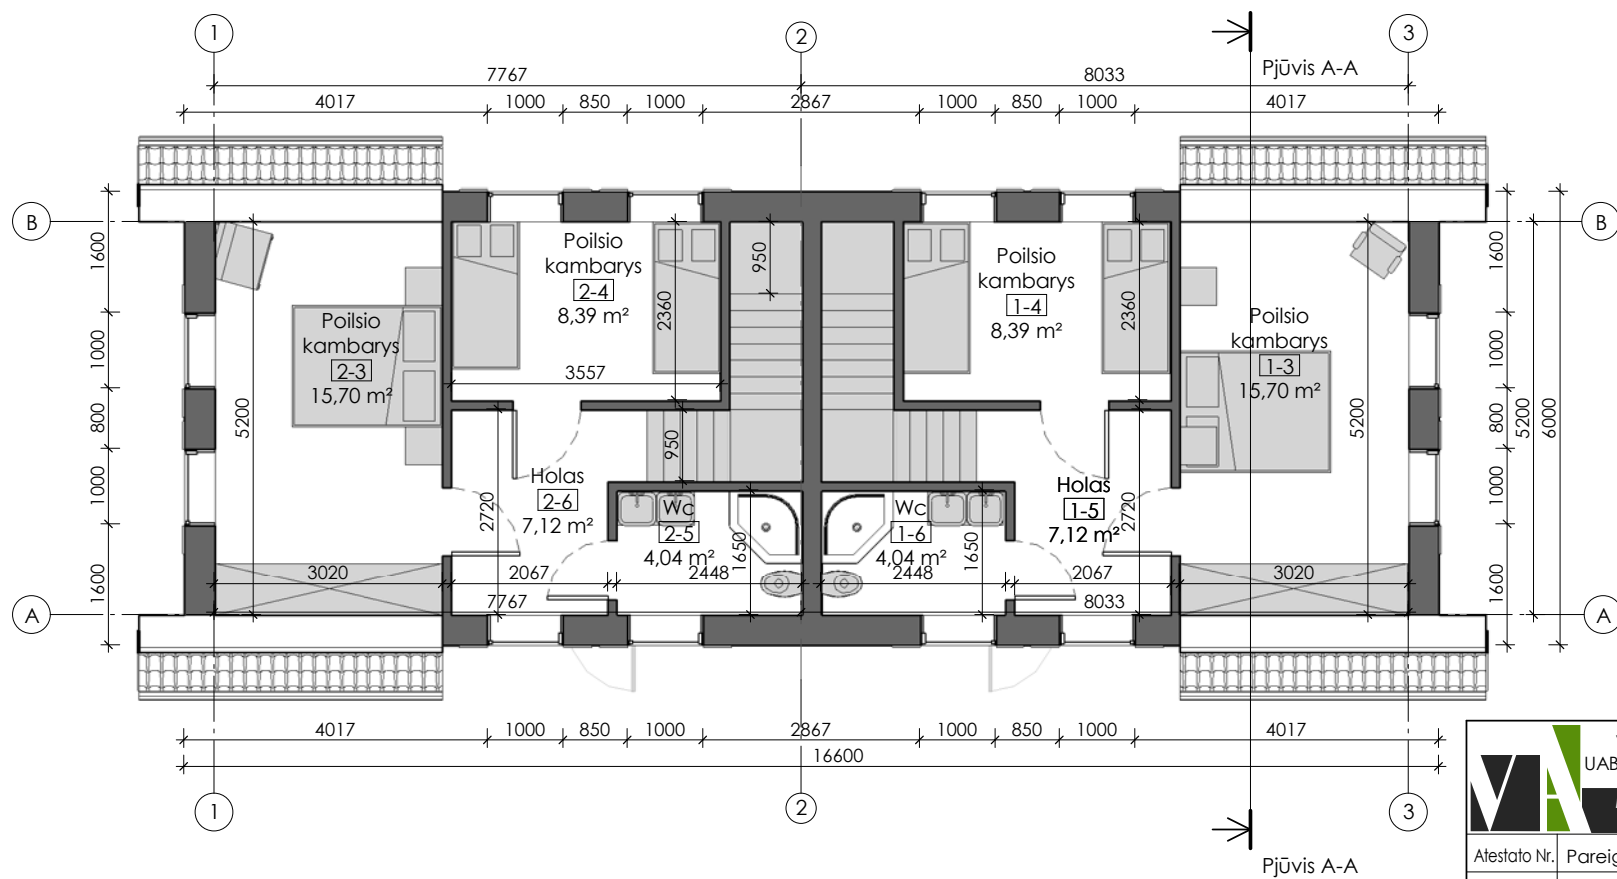 1
2
3
Pjūvis A-A
7767
8033
4017
1000
850
1000
2867
1000
850
1000
4017
B
B
1600
1000
800
1000
1600
5200
Poilsio
kambarys
2-3
15,70 m²
Poilsio
kambarys
2-4
8,39 m²
2360
950
3557
950
Poilsio
kambarys
1-4
8,39 m²
2360
Poilsio
kambarys
1-3
15,70 m²
5200
1600
1000
800
1000
1600
5200
6000
Holas
2-6
7,12 m²
2720
Wc
2-5
4,04 m²
1650
Wc
1-6
4,04 m²
1650
Holas
1-5
7,12 m²
2720
3020
2067
2448
2448
2067
3020
7767
8033
A
A
4017
1000
850
1000
2867
1000
850
1000
4017
16600
1
2
3
Pjūvis A-A
VA
UAB
Atestato Nr.
Pareig